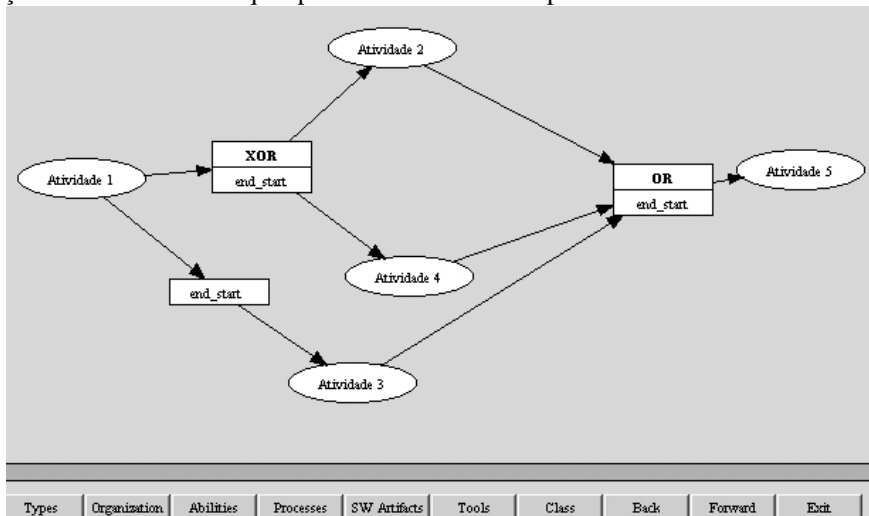 Atividade 2
XOR
end_start
Atividade 1
OR
end_start
Atividade 5
Atividade 4
end_start
Atividade 3
Types Organization Abilities Processes SW Artifacts Tools Class Back Forward Exit